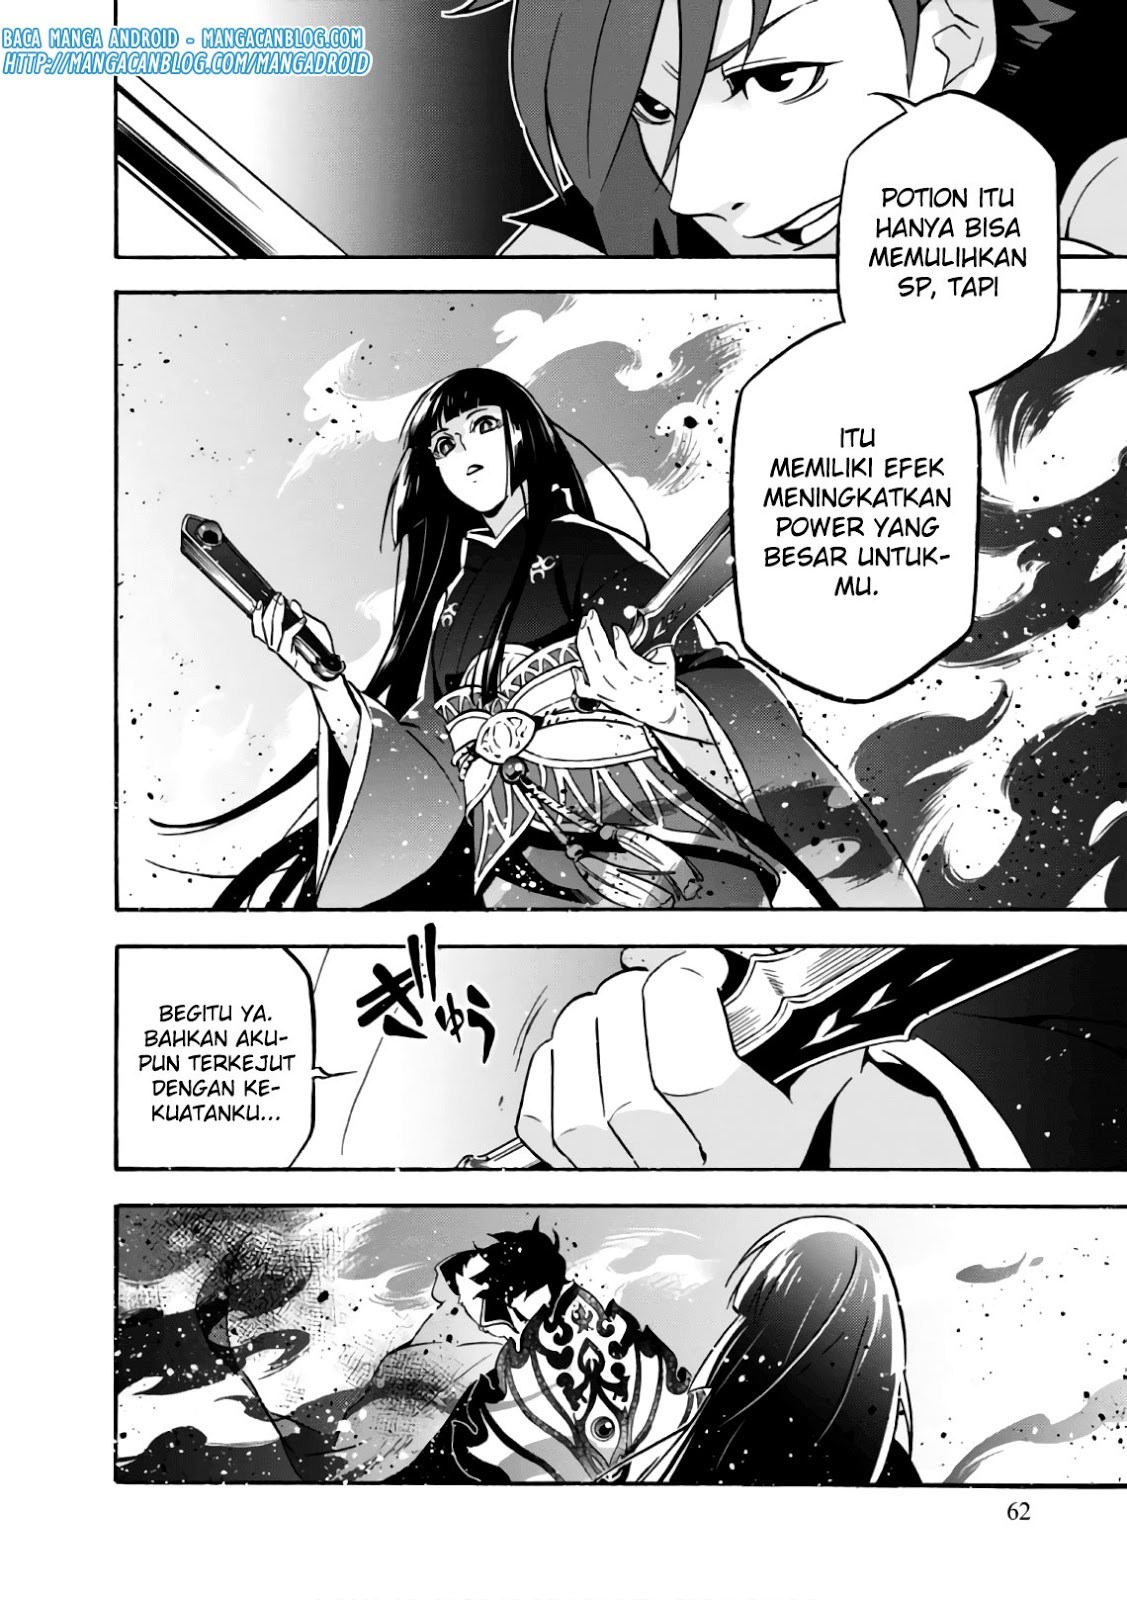 BACA MANGA ANDROID - MANGACANBLOG.COM
HTTP://MANGACANBLOG.COM/MANGADROID
POTION ITU
HANYA BISA
MEMULIHKAN
SP, TAPI
ITU
MEMILIKI EFEK
MENINGKATKAN
POWER YANG
BESAR UNTUK-
MU.
ぎゅう
BEGITU YA.
BAHKAN AKU-
PUN TERKEJUT
DENGAN KE-
KUATANKU...
62